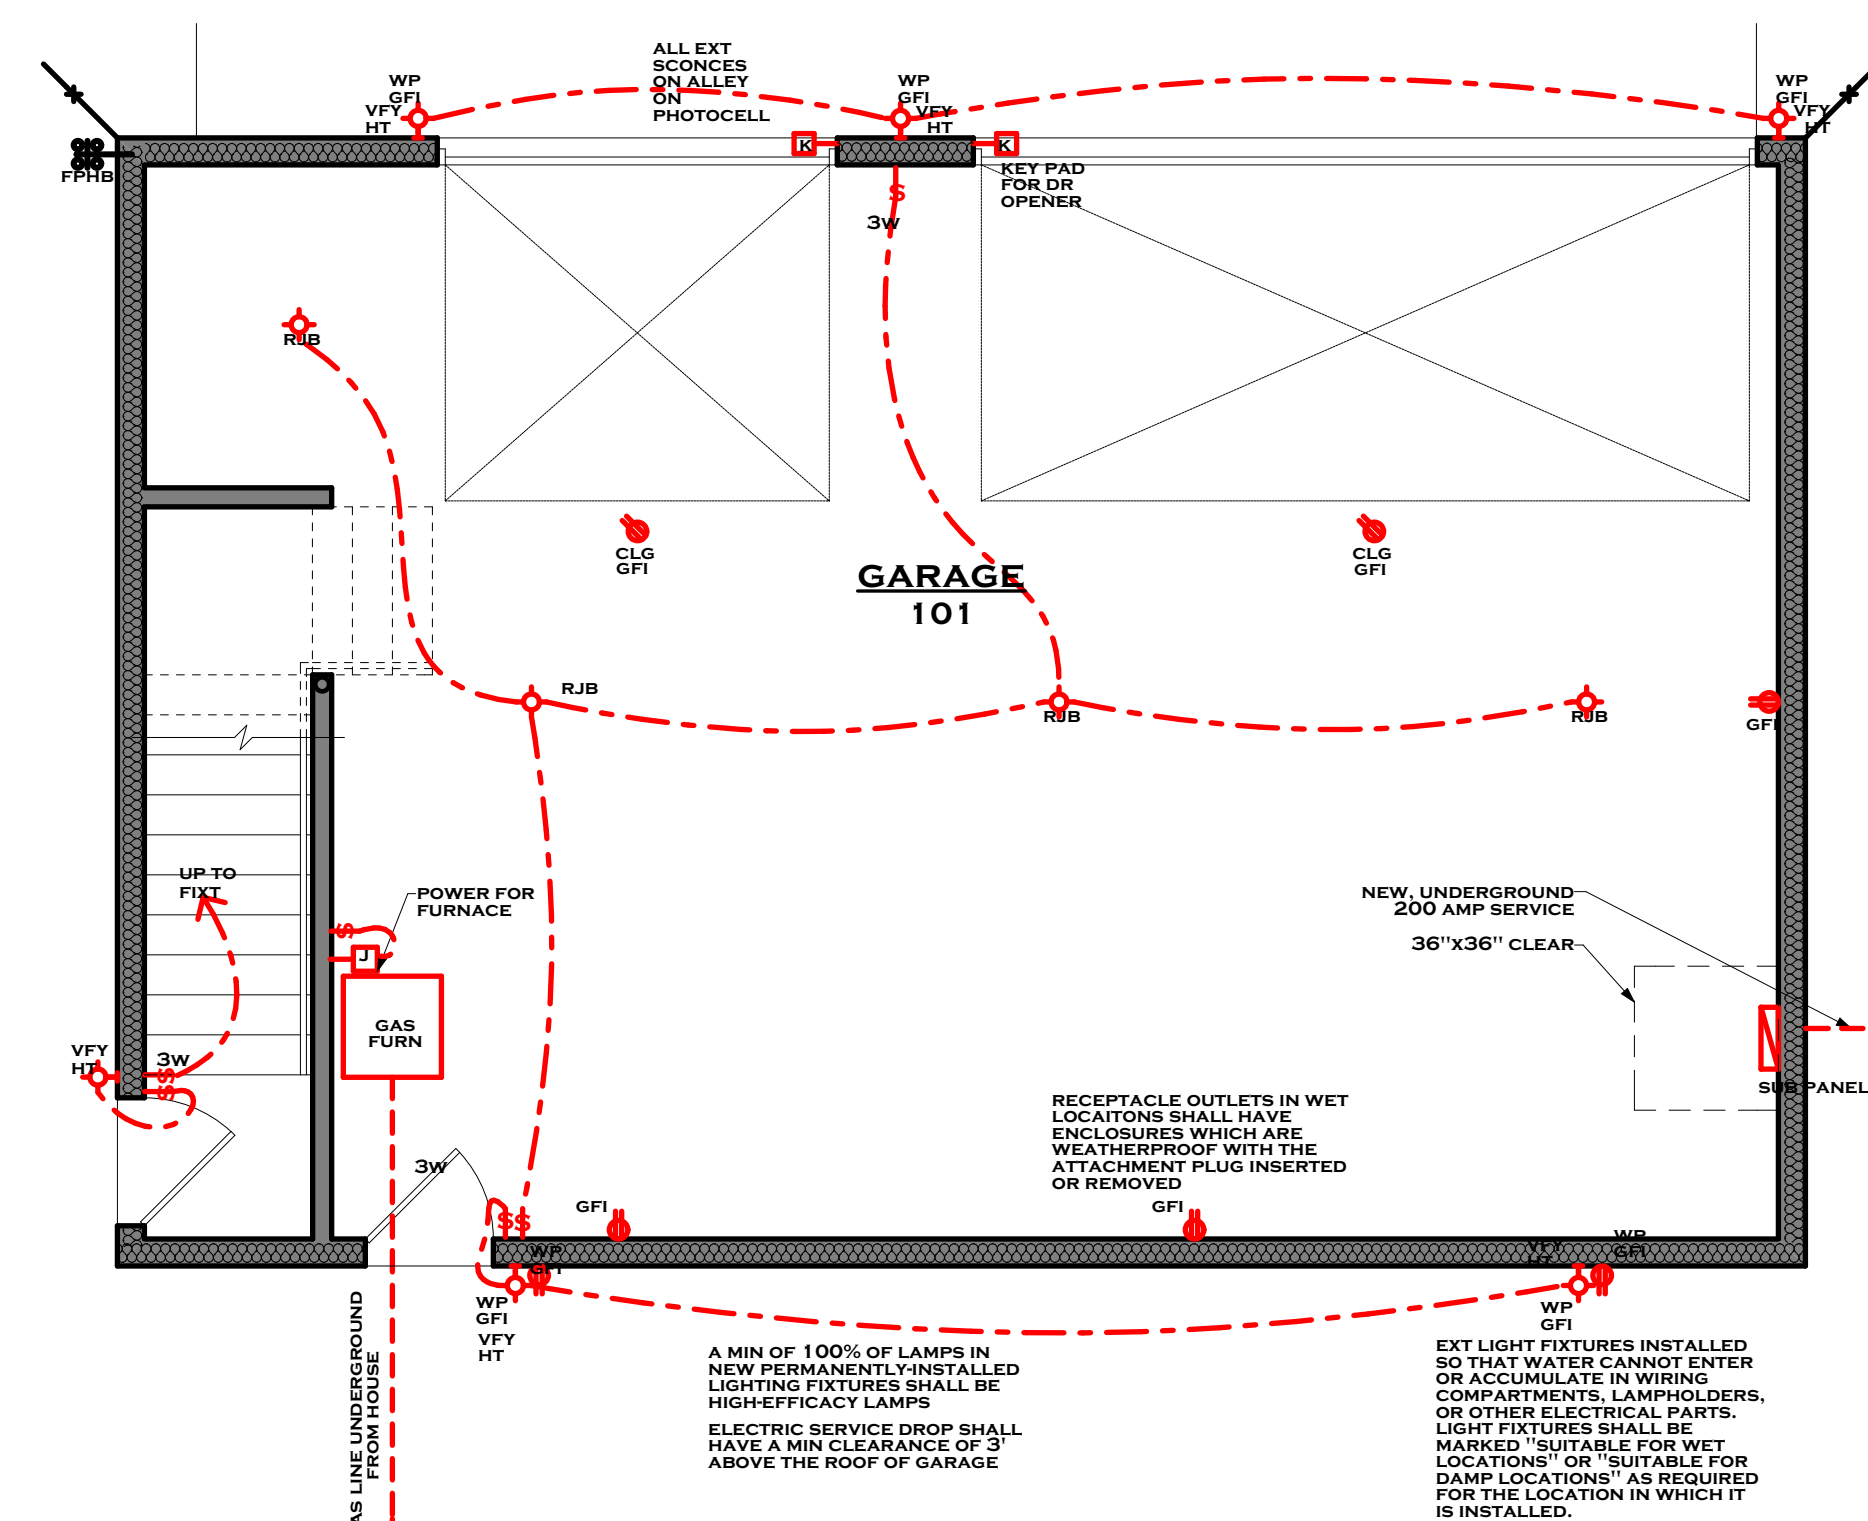 ALL EXT
SCONCES
ON ALLEY
ON
PHOTOCELL
WP
GFI
VFY
HT
WP
GFI
VFY
HT
WP
GFI
VFY
HT
FPHB
K
K
KEY PAD
FOR DR
OPENER
$
3W
RJB
CLG
GFI
CLG
GFI
GARAGE
101
RJB
RJB
RJB
GFI
UP TO
FIXT
POWER FOR
FURNACE
$
J
GAS
FURN
NEW, UNDERGROUND
200 AMP SERVICE
36"X36" CLEAR
SUB PANEL
VFY
HT
3W
$
$
3W
RECEPTACLE OUTLETS IN WET
LOCAITONS SHALL HAVE
ENCLOSURES WHICH ARE
WEATHERPROOF WITH THE
ATTACHMENT PLUG INSERTED
OR REMOVED
GFI
GFI
$$
WP
GFI
VFY
HT
WP
GFI
WP
GFI
VFY
HT
WP
GFI
AS LINE UNDERGROUND
FROM HOUSE
A MIN OF 100% OF LAMPS IN
NEW PERMANENTLY-INSTALLED
LIGHTING FIXTURES SHALL BE
HIGH-EFFICACY LAMPS
ELECTRIC SERVICE DROP SHALL
HAVE A MIN CLEARANCE OF 3'
ABOVE THE ROOF OF GARAGE
EXT LIGHT FIXTURES INSTALLED
SO THAT WATER CANNOT ENTER
OR ACCUMULATE IN WIRING
COMPARTMENTS, LAMPHOLDERS,
OR OTHER ELECTRICAL PARTS.
LIGHT FIXTURES SHALL BE
MARKED "SUITABLE FOR WET
LOCATIONS" OR "SUITABLE FOR
DAMP LOCATIONS" AS REQUIRED
FOR THE LOCATION IN WHICH IT
IS INSTALLED.